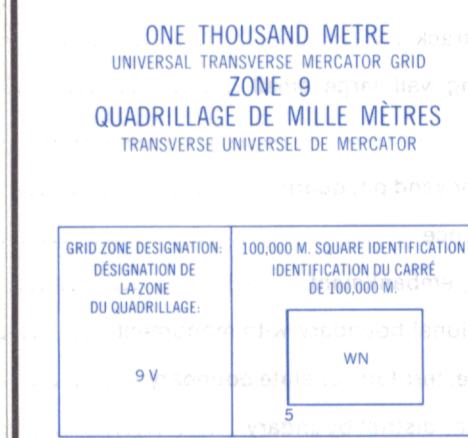 ONE THOUSAND METRE
UNIVERSAL TRANSVERSE MERCATOR GRID
ZONE 9
QUADRILLAGE DE MILLE MÈTRES
TRANSVERSE UNIVERSEL DE MERCATOR
GRID ZONE DESIGNATION:
DÉSIGNATION DE
LA ZONE
DU QUADRILLAGE:
9 V
100,000 M. SQUARE IDENTIFICATION
IDENTIFICATION DU CARRÉ
DE 100,000 M.
WN
5